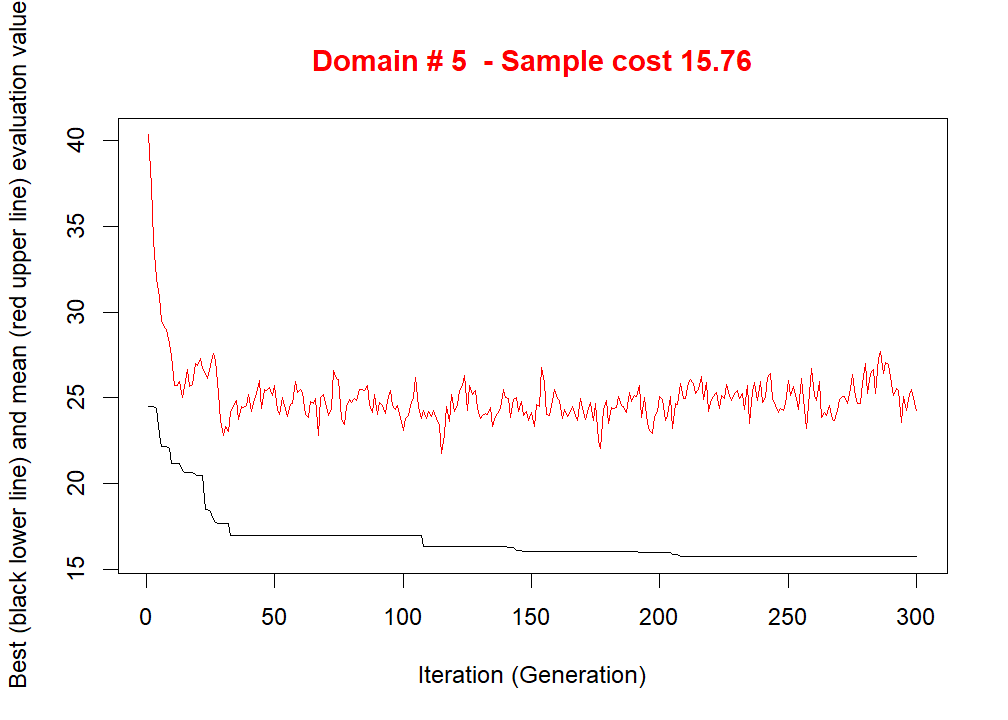 Domain # 5  - Sample cost 15.76
Best (black lower line) and mean (red upper line) evaluation value
40
35
30
25
20
15
0 50 100 150 200 250 300
Iteration (Generation)